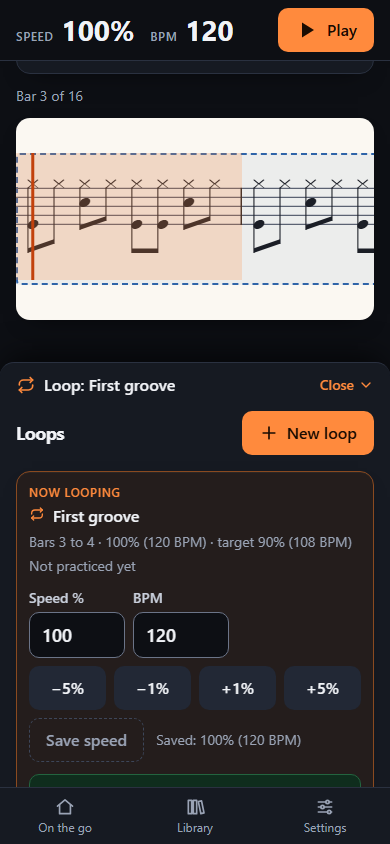 SPEED 100% BPM 120 Play
Bar 3 of 16
Loop: First groove Close
Loops New loop
NOW LOOPING
First groove
Bars 3 to 4 · 100% (120 BPM) · target 90% (108 BPM)
Not practiced yet
Speed % BPM
100 120
−5% −1% +1% +5%
Save speed Saved: 100% (120 BPM)
On the go Library Settings